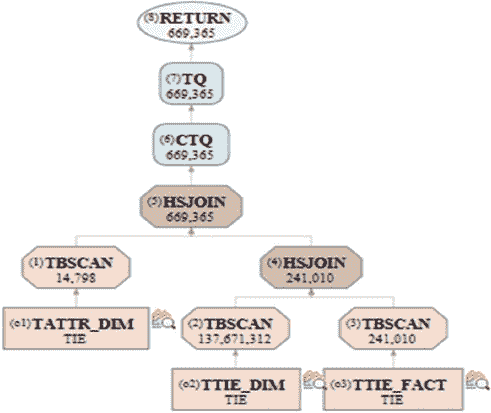 (8)RETURN
669,365
(7)TQ
669,365
(6)CTQ
669,365
(5)HSJOIN
669,365
(1)TBSCAN
14,798
(4)HSJOIN
241,010
(o1)TATTR_DIM
TIE
(2)TBSCAN
137,671,312
(3)TBSCAN
241,010
(o2)TTIE_DIM
TIE
(o3)TTIE_FACT
TIE